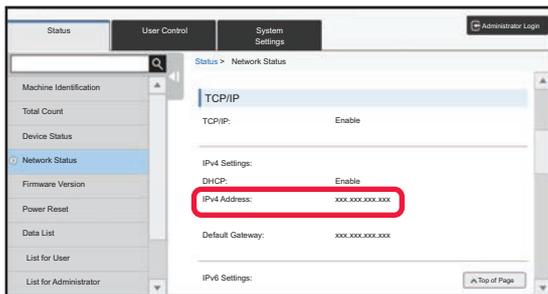 Status
User Control
System
Settings
Administrator Login
Status > Network Status
Machine Identification
Total Count
Device Status
Network Status
Firmware Version
Power Reset
Data List
List for User
List for Administrator
TCP/IP
TCP/IP: Enable
IPv4 Settings:
DHCP: Enable
IPv4 Address: xxx.xxx.xxx.xxx
Default Gateway: xxx.xxx.xxx.xxx
IPv6 Settings:
Top of Page